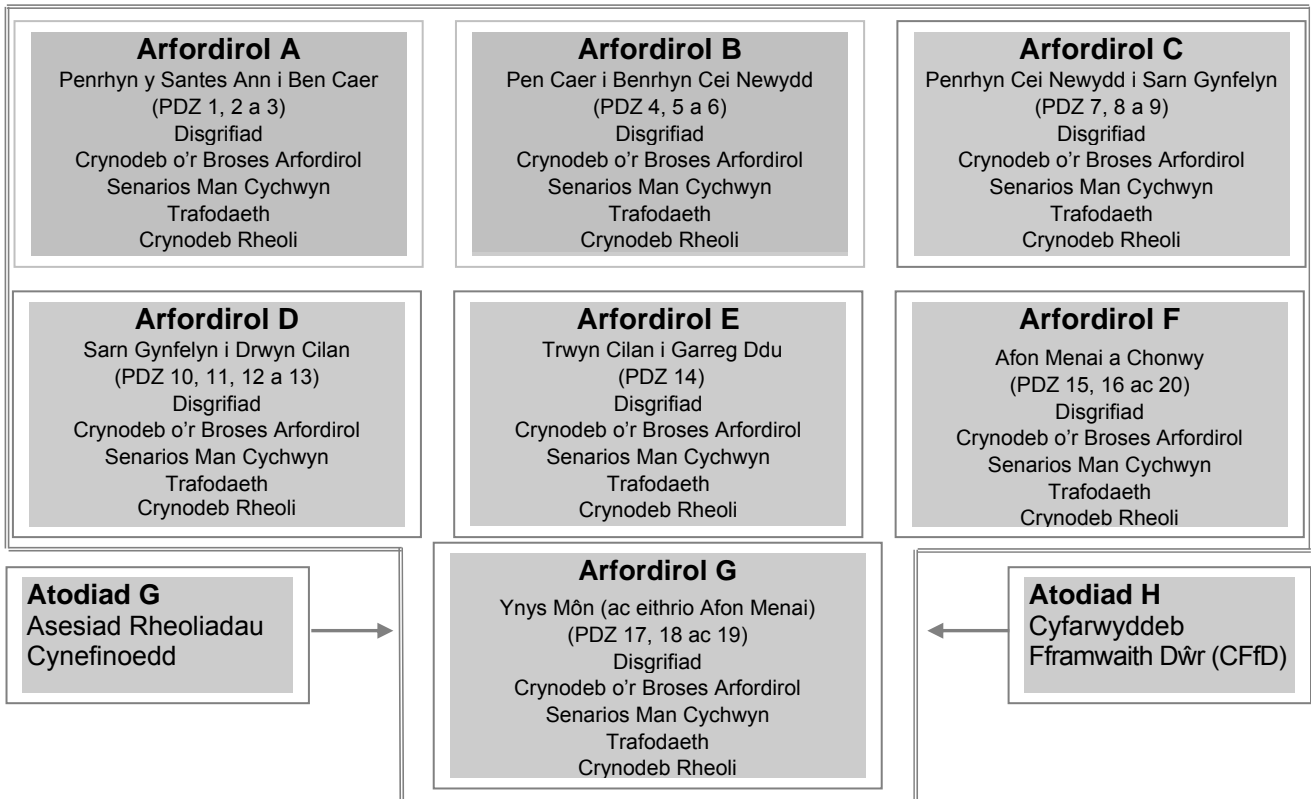 Arfordirol A
Penrhyn y Santes Ann i Ben Caer
(PDZ 1, 2 a 3)
Disgrifiad
Crynodeb o'r Broses Arfordirol
Senarios Man Cychwyn
Trafodaeth
Crynodeb Rheoli
Arfordirol B
Pen Caer i Benrhyn Cei Newydd
(PDZ 4, 5 a 6)
Disgrifiad
Crynodeb o'r Broses Arfordirol
Senarios Man Cychwyn
Trafodaeth
Crynodeb Rheoli
Arfordirol C
Penrhyn Cei Newydd i Sarn Gynfelyn
(PDZ 7, 8 a 9)
Disgrifiad
Crynodeb o'r Broses Arfordirol
Senarios Man Cychwyn
Trafodaeth
Crynodeb Rheoli
Arfordirol D
Sarn Gynfelyn i Drwyn Cilan
(PDZ 10, 11, 12 a 13)
Disgrifiad
Crynodeb o'r Broses Arfordirol
Senarios Man Cychwyn
Trafodaeth
Crynodeb Rheoli
Arfordirol E
Trwyn Cilan i Garreg Ddu
(PDZ 14)
Disgrifiad
Crynodeb o'r Broses Arfordirol
Senarios Man Cychwyn
Trafodaeth
Crynodeb Rheoli
Arfordirol F
Afon Menai a Chonwy
(PDZ 15, 16 ac 20)
Disgrifiad
Crynodeb o'r Broses Arfordirol
Senarios Man Cychwyn
Trafodaeth
Crynodeb Rheoli
Atodiad G
Asesiad Rheoliadau
Cynefinoedd
Arfordirol G
Ynys Môn (ac eithrio Afon Menai)
(PDZ 17, 18 ac 19)
Disgrifiad
Crynodeb o'r Broses Arfordirol
Senarios Man Cychwyn
Trafodaeth
Crynodeb Rheoli
Atodiad H
Cyfarwyddeb
Fframwaith Dŵr (CFfD)